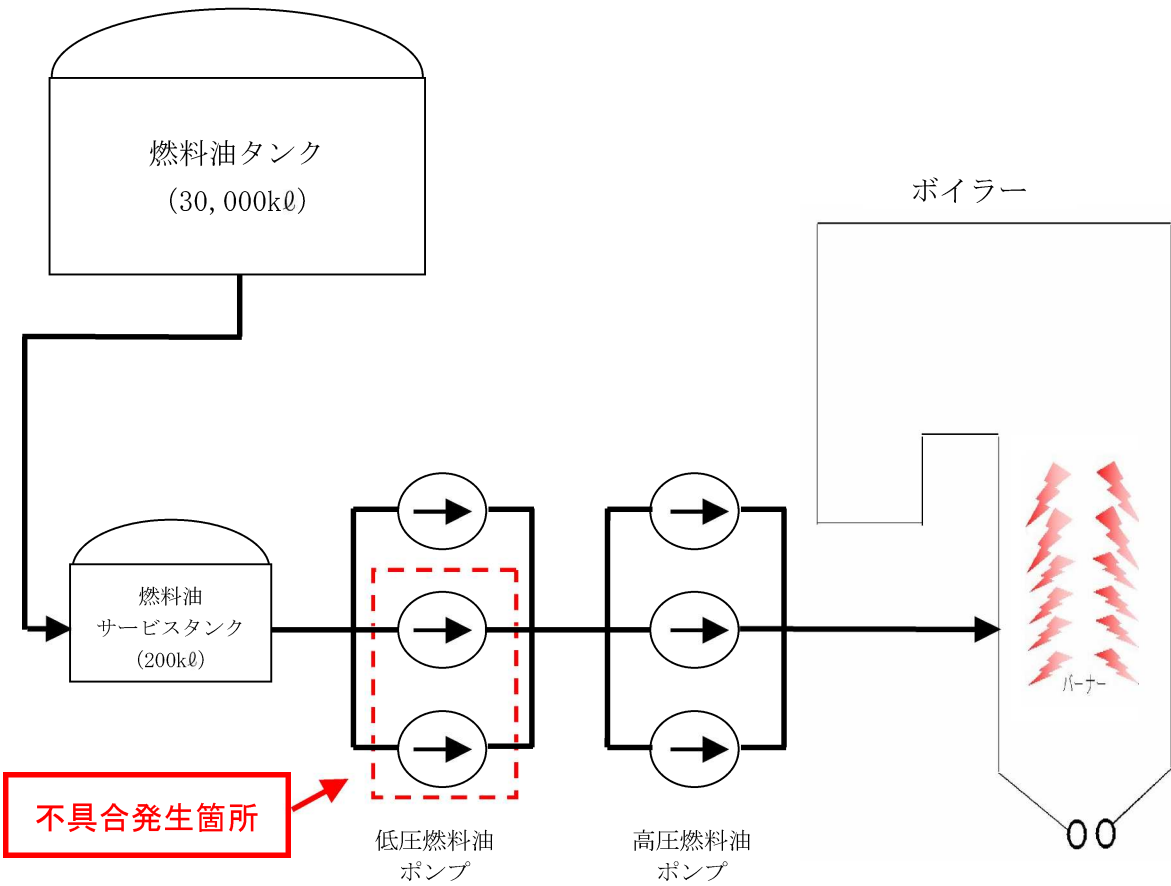 燃料油タンク
（30,000kℓ）
ボイラー
燃料油
サービスタンク
（200kℓ）
バーナー
不具合発生箇所
低圧燃料油
ポンプ
高圧燃料油
ポンプ